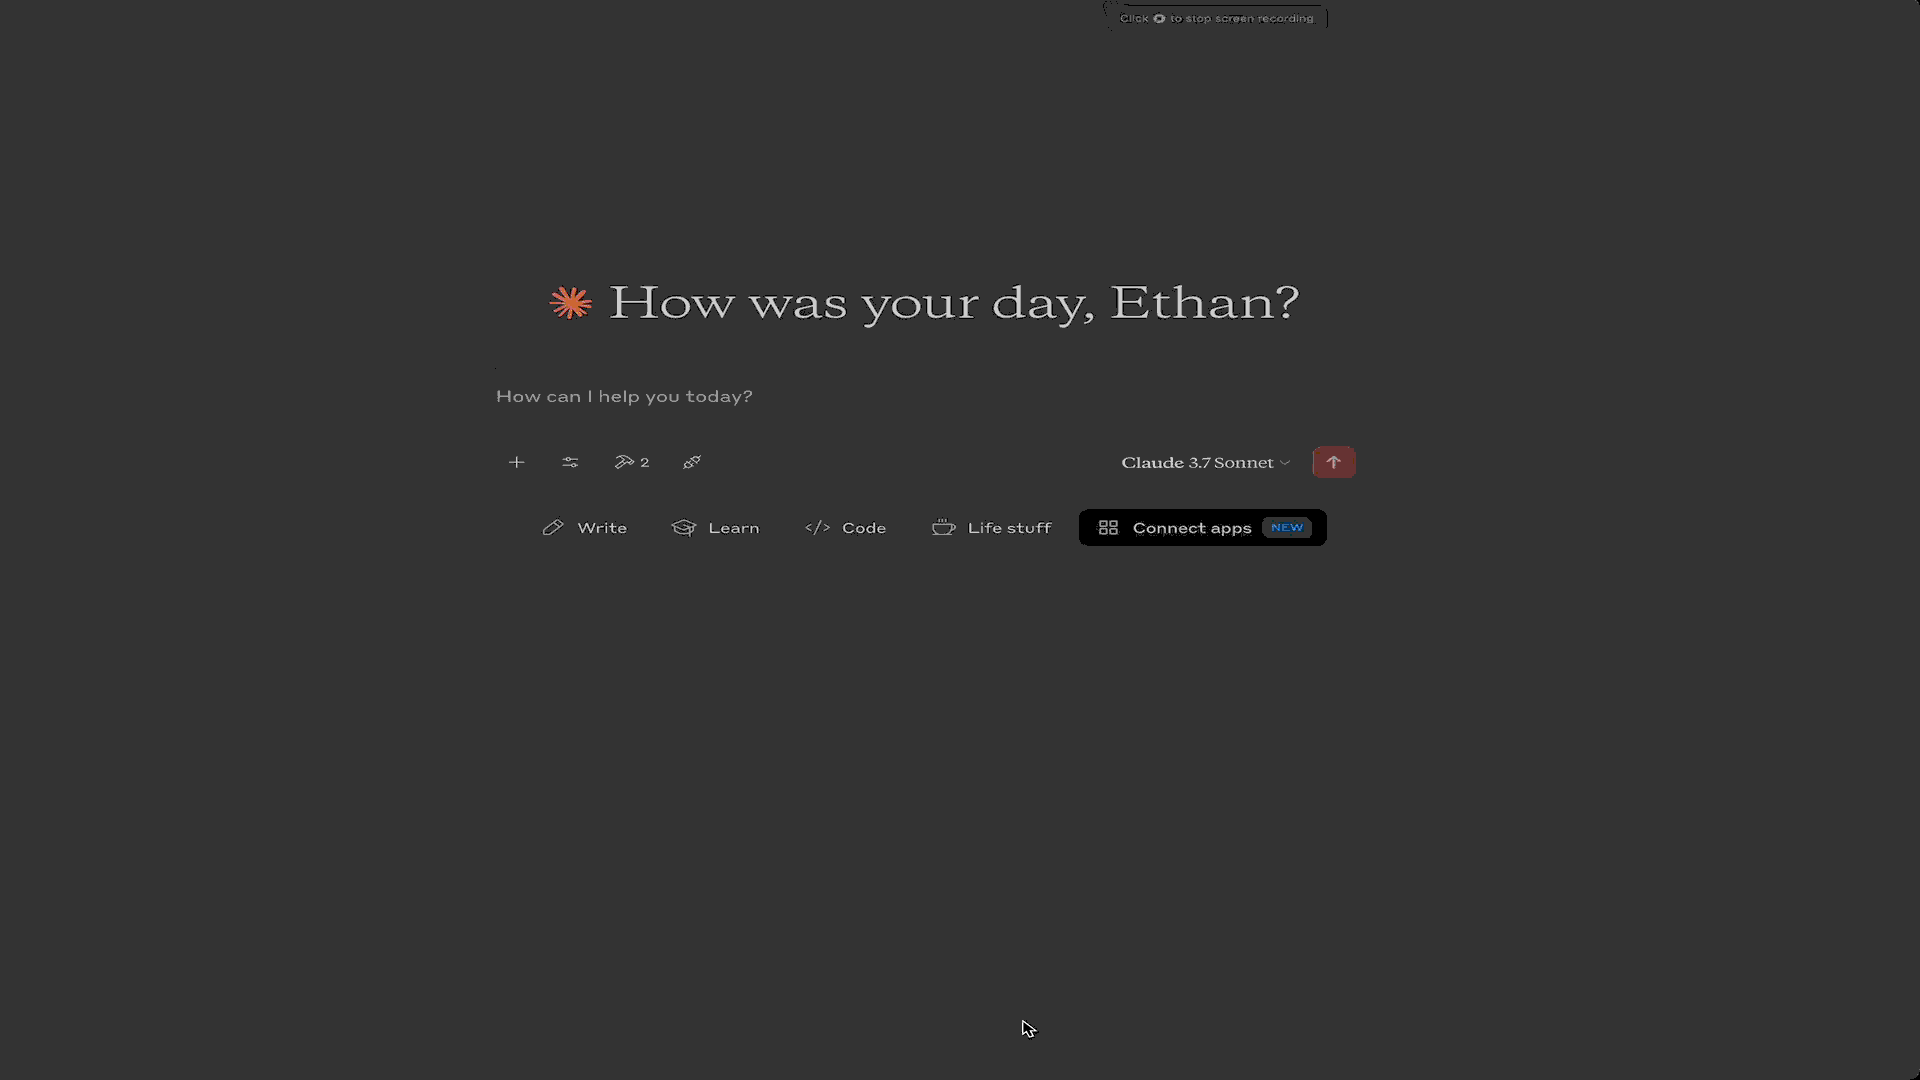 Click to stop screen recording
How was your day, Ethan?
How can I help you today?
2
Claude 3.7 Sonnet
Write
Learn
</> Code
Life stuff
Connect apps NEW